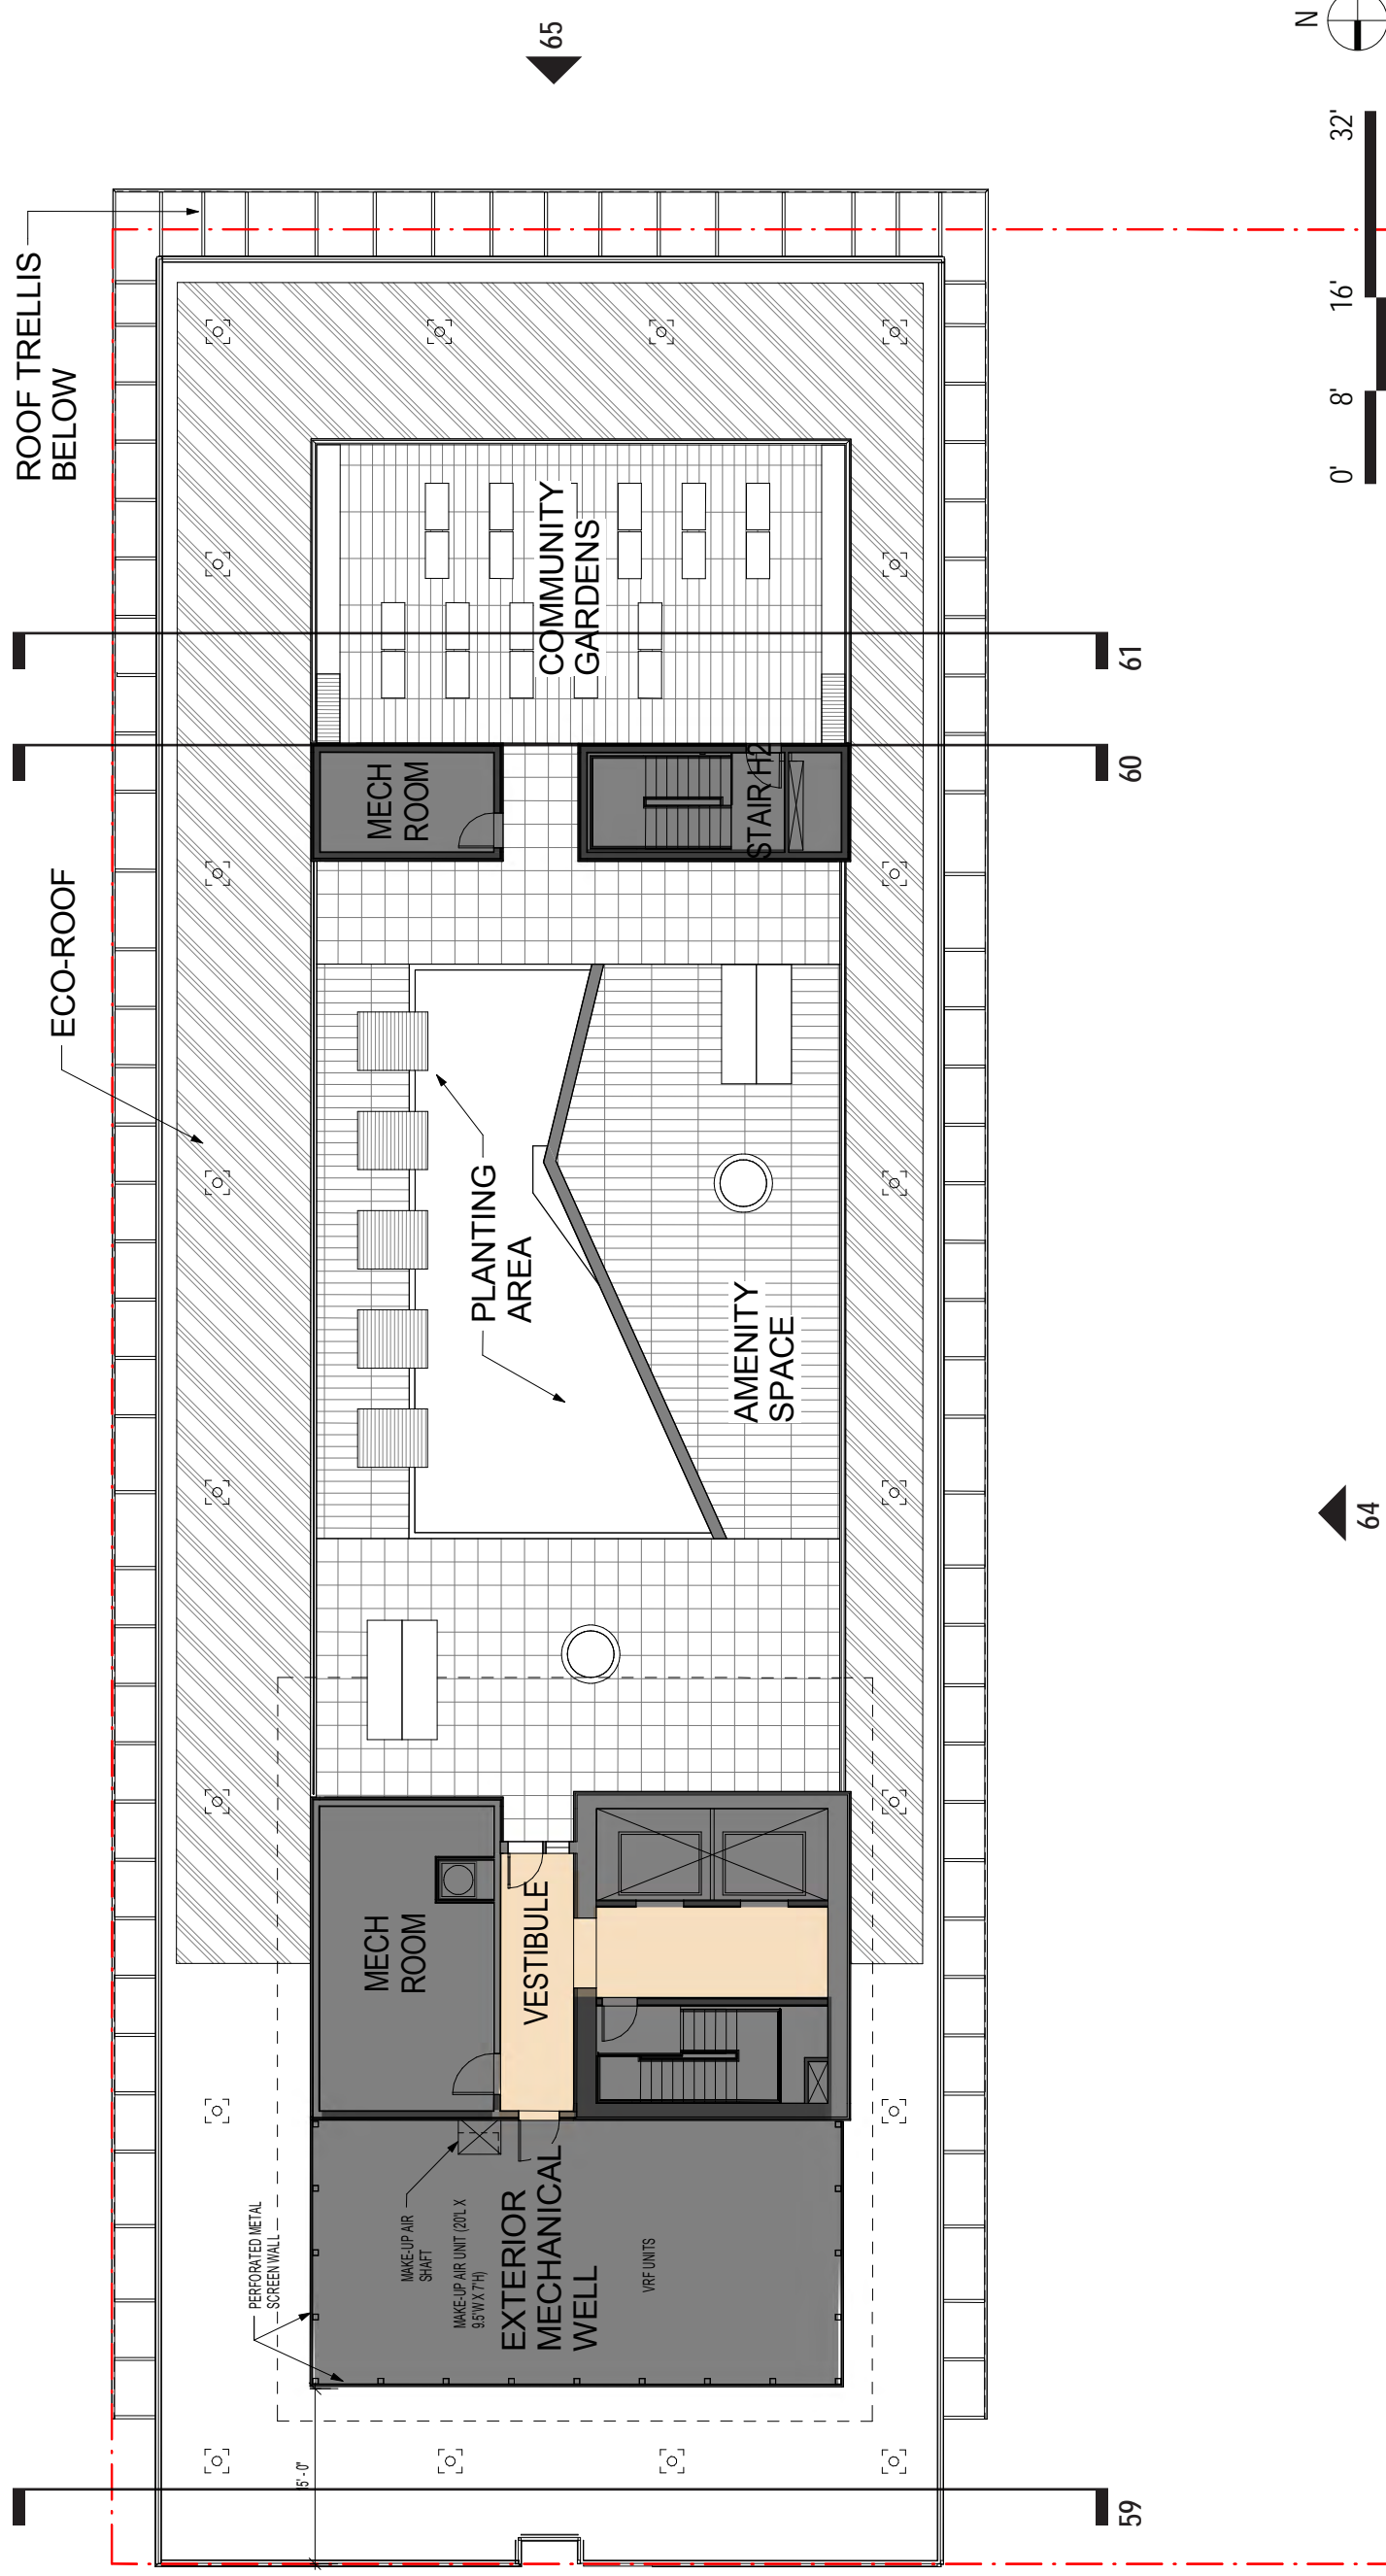 ROOF TRELLIS
BELOW
ECO-ROOF
PERFORATED METAL
SCREEN WALL
MAKE-UP AIR
SHAFT
MAKE-UP AIR UNIT (20'L X
9.5'W X 7'H)
EXTERIOR
MECHANICAL
WELL
VRF UNITS
MECH
ROOM
VESTIBULE
PLANTING
AREA
AMENITY
SPACE
MECH
ROOM
STAIR H2
COMMUNITY
GARDENS
59
60
61
64
65
0'
8'
16'
32'
N